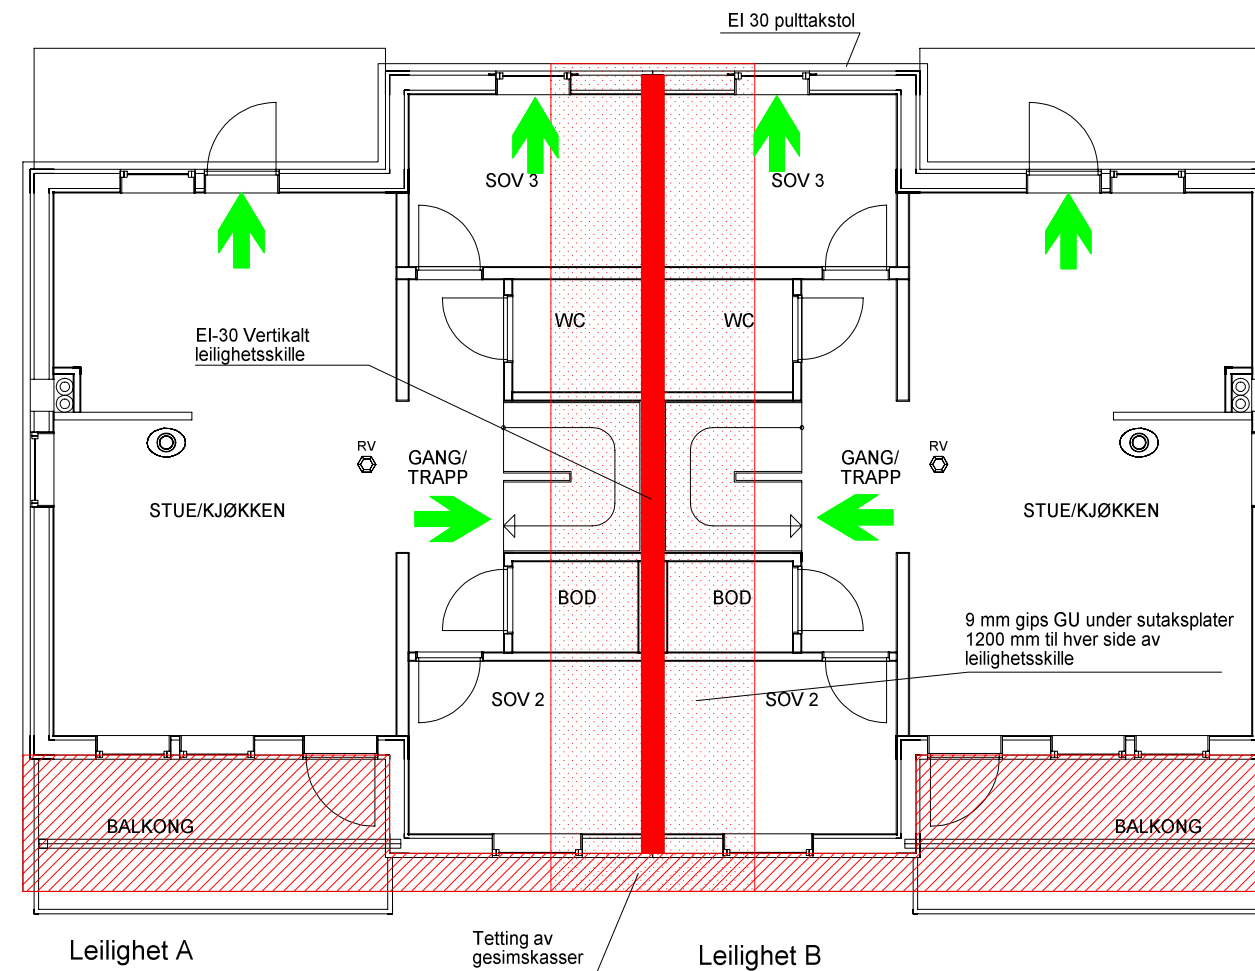 EI 30 pulttakstol
SOV 3
SOV 3
EI-30 Vertikalt
leilighetsskille
WC
WC
RV
RV
GANG/
TRAPP
GANG/
TRAPP
STUE/KJØKKEN
STUE/KJØKKEN
BOD
BOD
9 mm gips GU under sutaksplater
1200 mm til hver side av
leilighetsskille
SOV 2
SOV 2
BALKONG
BALKONG
Leilighet A
Tetting av
gesimskasser
Leilighet B